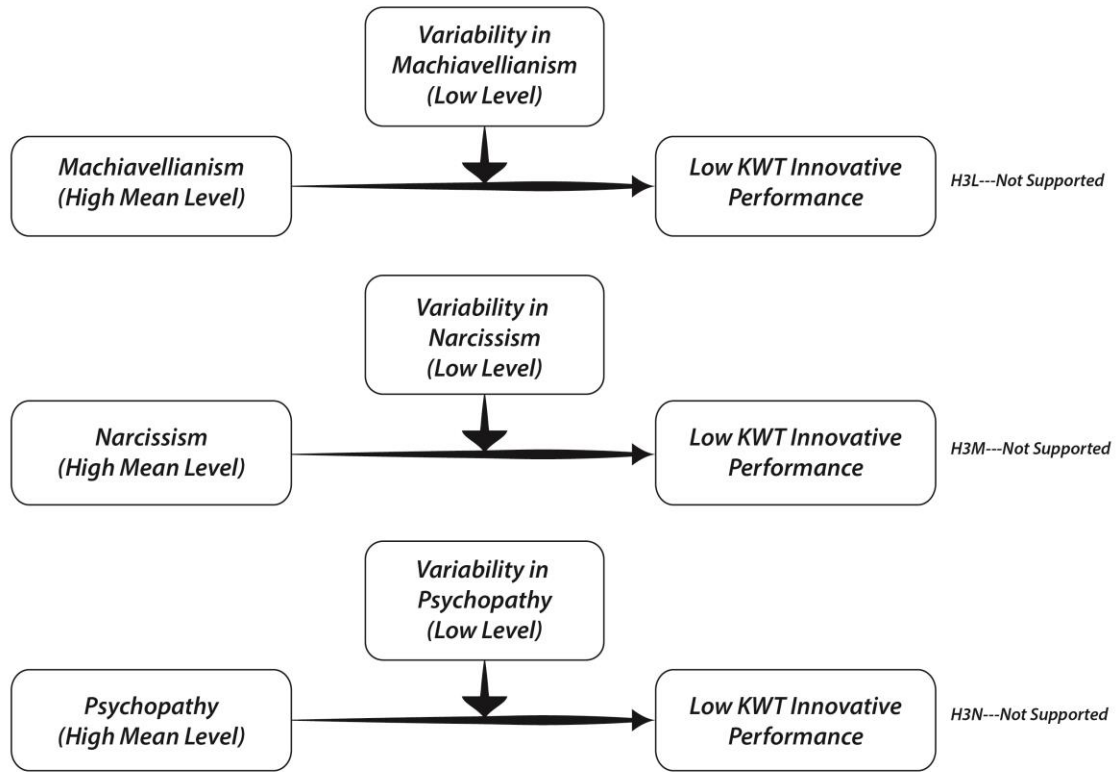 Variability in
Machiavellianism
(Low Level)
Machiavellianism
(High Mean Level)
Low KWT Innovative
Performance
H3L---Not Supported
Variability in
Narcissism
(Low Level)
Narcissism
(High Mean Level)
Low KWT Innovative
Performance
H3M---Not Supported
Variability in
Psychopathy
(Low Level)
Psychopathy
(High Mean Level)
Low KWT Innovative
Performance
H3N---Not Supported